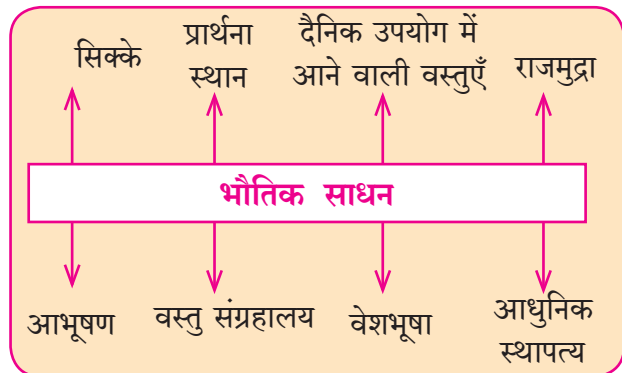 सिक्के
प्रार्थना
स्थान
दैनिक उपयोग में
आने वाली वस्तुएँ
राजमुद्रा
भौतिक साधन
आभूषण
वस्तु संग्रहालय
वेशभूषा
आधुनिक
स्थापत्य